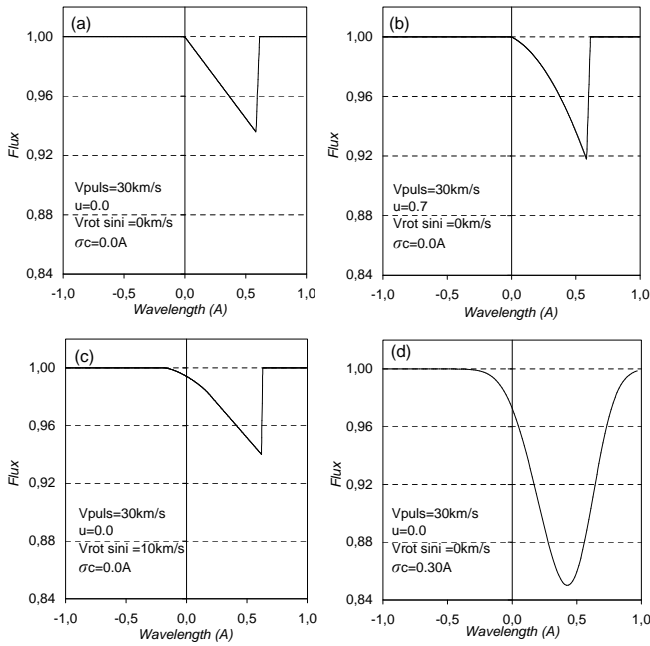 (a)
1,00
0,96
0,92
0,88
0,84
Flux
Vpuls=30km/s
u=0.0
Vrot sini =0km/s
σc=0.0A
-1,0 -0,5 0,0 0,5 1,0
Wavelength (A)
(b)
1,00
0,96
0,92
0,88
0,84
Flux
Vpuls=30km/s
u=0.7
Vrot sini =0km/s
σc=0.0A
-1,0 -0,5 0,0 0,5 1,0
Wavelength (A)
(c)
1,00
0,96
0,92
0,88
0,84
Flux
Vpuls=30km/s
u=0.0
Vrot sini =10km/s
σc=0.0A
-1,0 -0,5 0,0 0,5 1,0
Wavelength (A)
(d)
1,00
0,96
0,92
0,88
0,84
Flux
Vpuls=30km/s
u=0.0
Vrot sini =0km/s
σc=0.30A
-1,0 -0,5 0,0 0,5 1,0
Wavelength (A)